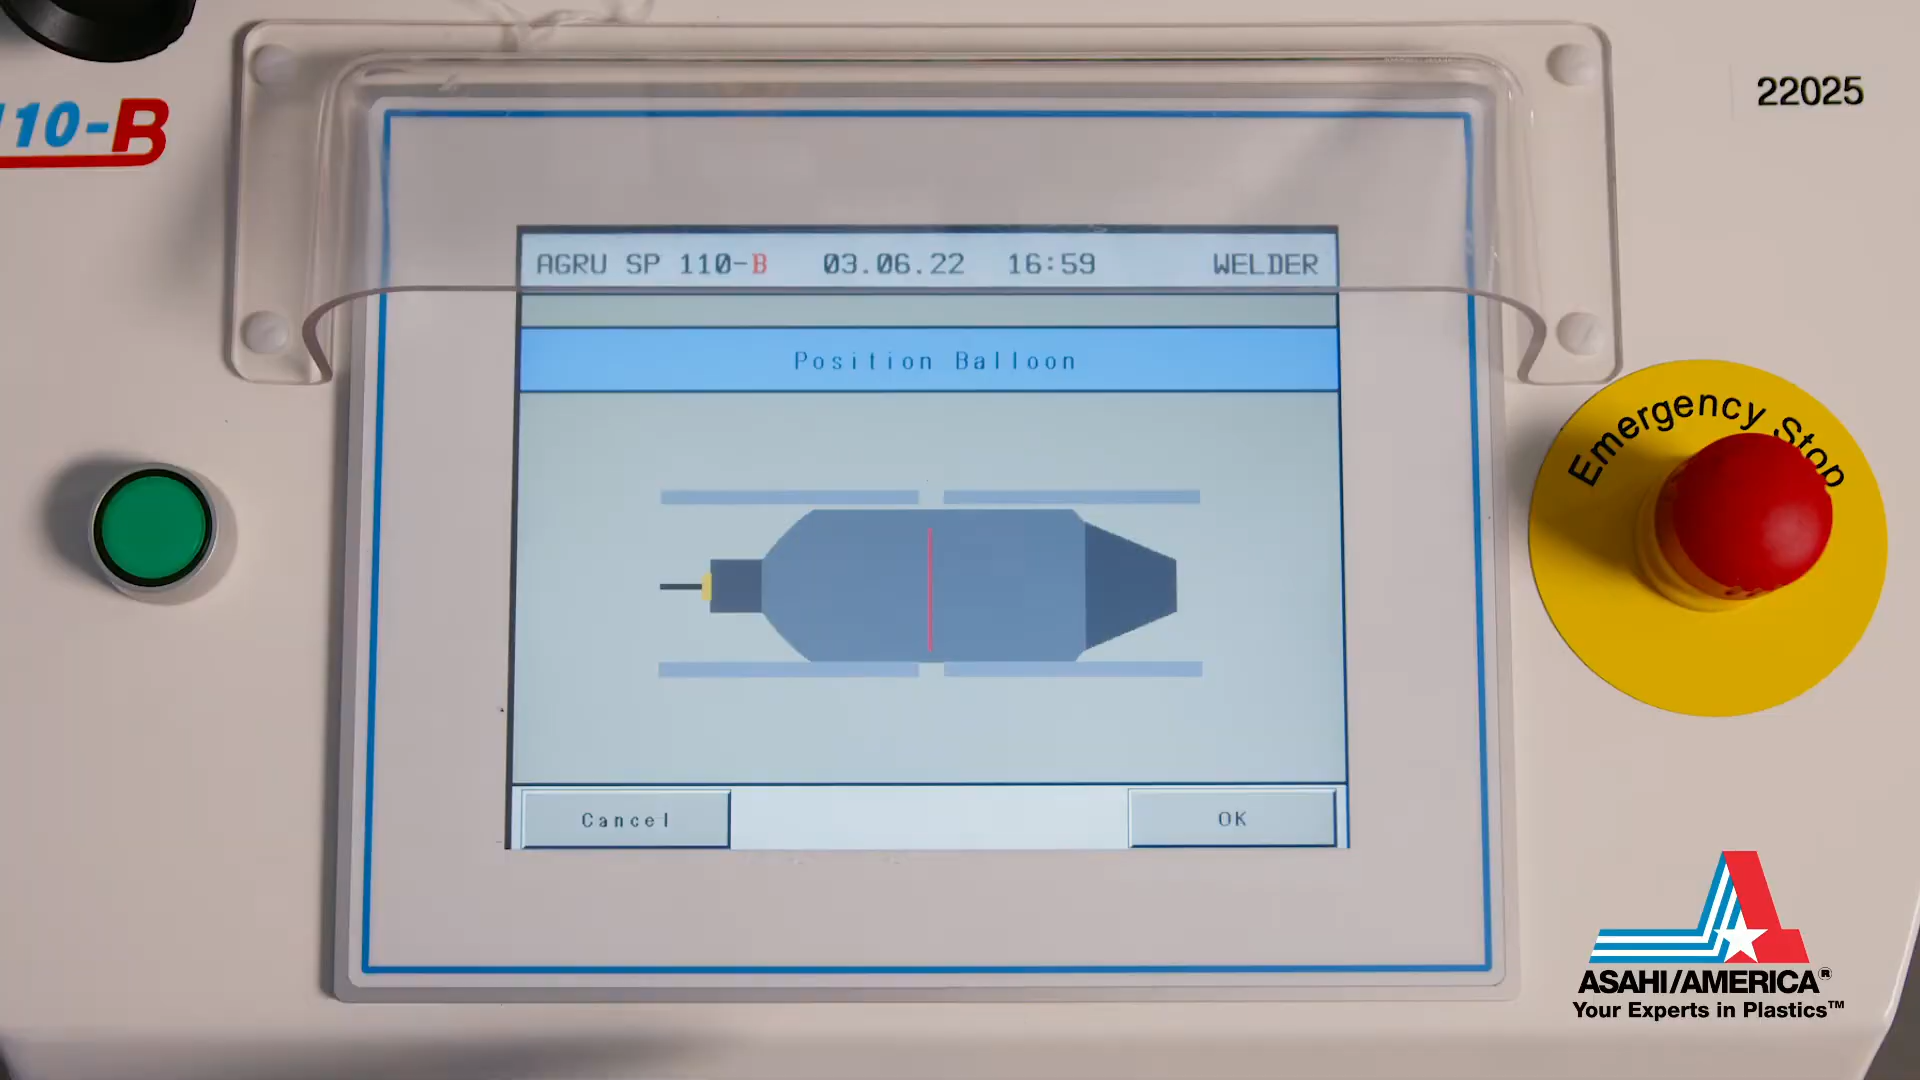 110-B
22025
AGRU SP 110-B 03.06.22 16:59 WELDER
Position Balloon
Emergency Stop
Cancel
OK
ASAHI/AMERICA®
Your Experts in Plastics™